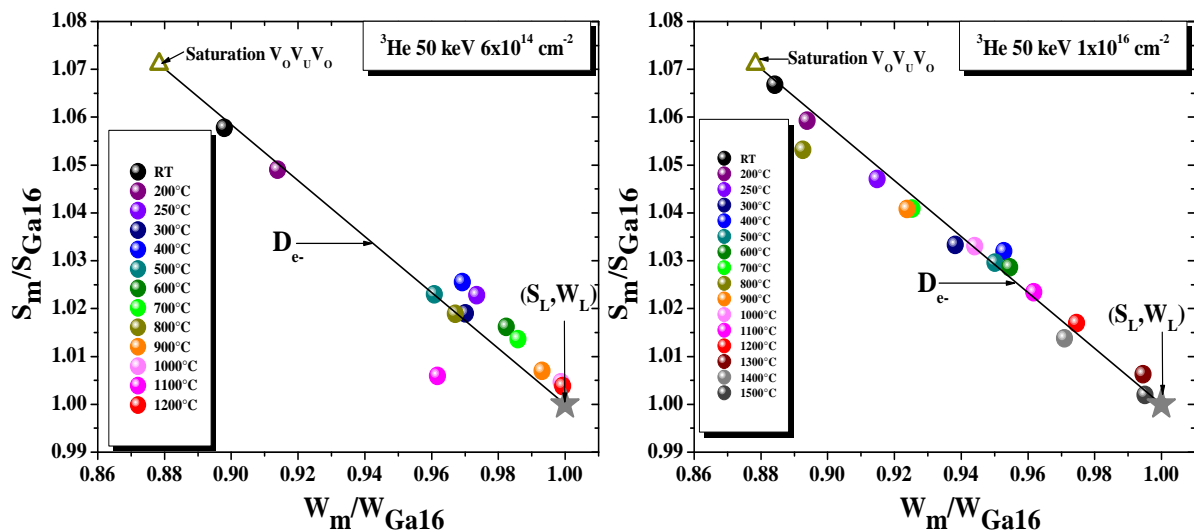 ³He 50 keV 6x10¹⁴ cm⁻²
Saturation VOVUVO
De-
(SL,WL)
RT
200°C
250°C
300°C
400°C
500°C
600°C
700°C
800°C
900°C
1000°C
1100°C
1200°C
Sm/SGa16
1.08
1.07
1.06
1.05
1.04
1.03
1.02
1.01
1.00
0.99
0.86 0.88 0.90 0.92 0.94 0.96 0.98 1.00
Wm/WGa16
³He 50 keV 1x10¹⁶ cm⁻²
Saturation VOVUVO
De-
(SL,WL)
RT
200°C
250°C
300°C
400°C
500°C
600°C
700°C
800°C
900°C
1000°C
1100°C
1200°C
1300°C
1400°C
1500°C
Sm/SGa16
1.08
1.07
1.06
1.05
1.04
1.03
1.02
1.01
1.00
0.99
0.86 0.88 0.90 0.92 0.94 0.96 0.98 1.00
Wm/WGa16